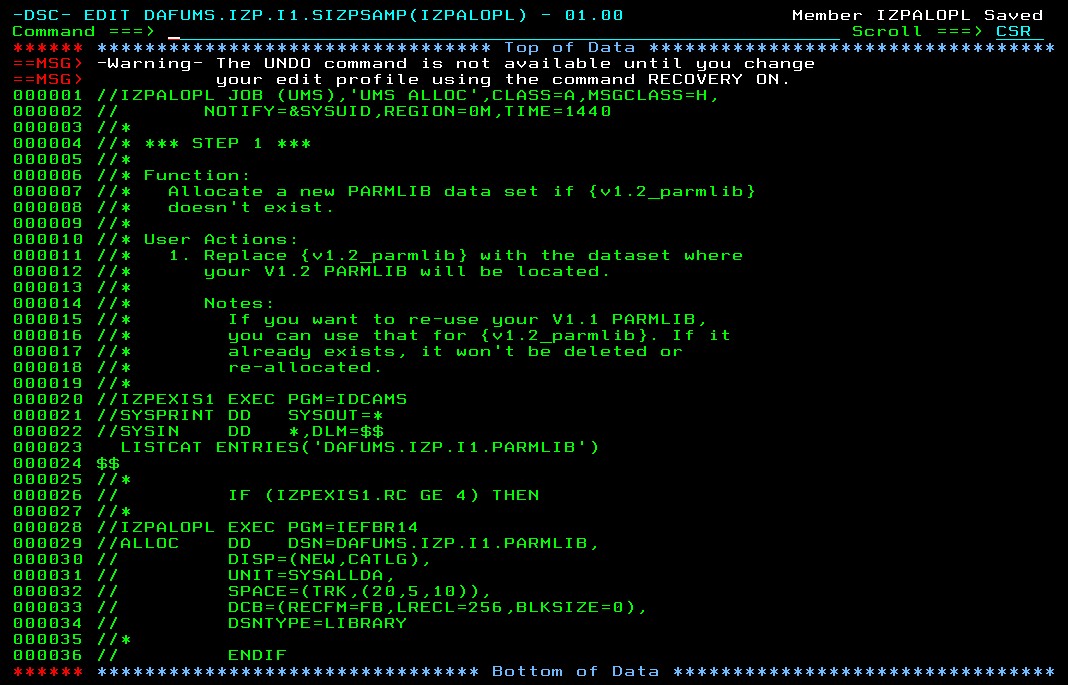 -DSC- EDIT DAFUMS.IZP.I1.SIZPSAMP(IZPALOPL) - 01.00 Member IZPALOPL Saved
Command ===> _ Scroll ===> CSR
****** ********************************* Top of Data **********************************
==MSG> -Warning- The UNDO command is not available until you change
==MSG> your edit profile using the command RECOVERY ON.
000001 //IZPALOPL JOB (UMS),'UMS ALLOC',CLASS=A,MSGCLASS=H,
000002 //       NOTIFY=&SYSUID,REGION=0M,TIME=1440
000003 //*
000004 //* *** STEP 1 ***
000005 //*
000006 //* Function:
000007 //*   Allocate a new PARMLIB data set if {v1.2_parmlib}
000008 //*   doesn't exist.
000009 //*
000010 //* User Actions:
000011 //*   1. Replace {v1.2_parmlib} with the dataset where
000012 //*      your V1.2 PARMLIB will be located.
000013 //*
000014 //*      Notes:
000015 //*        If you want to re-use your V1.1 PARMLIB,
000016 //*        you can use that for {v1.2_parmlib}. If it
000017 //*        already exists, it won't be deleted or
000018 //*        re-allocated.
000019 //*
000020 //IZPEXIS1 EXEC PGM=IDCAMS
000021 //SYSPRINT DD   SYSOUT=*
000022 //SYSIN    DD   *,DLM=$$
000023   LISTCAT ENTRIES('DAFUMS.IZP.I1.PARMLIB')
000024 $$
000025 //*
000026 //         IF (IZPEXIS1.RC GE 4) THEN
000027 //*
000028 //IZPALOPL EXEC PGM=IEFBR14
000029 //ALLOC    DD   DSN=DAFUMS.IZP.I1.PARMLIB,
000030 //         DISP=(NEW,CATLG),
000031 //         UNIT=SYSALLDA,
000032 //         SPACE=(TRK,(20,5,10)),
000033 //         DCB=(RECFM=FB,LRECL=256,BLKSIZE=0),
000034 //         DSNTYPE=LIBRARY
000035 //*
000036 //         ENDIF
****** ******************************** Bottom of Data ********************************